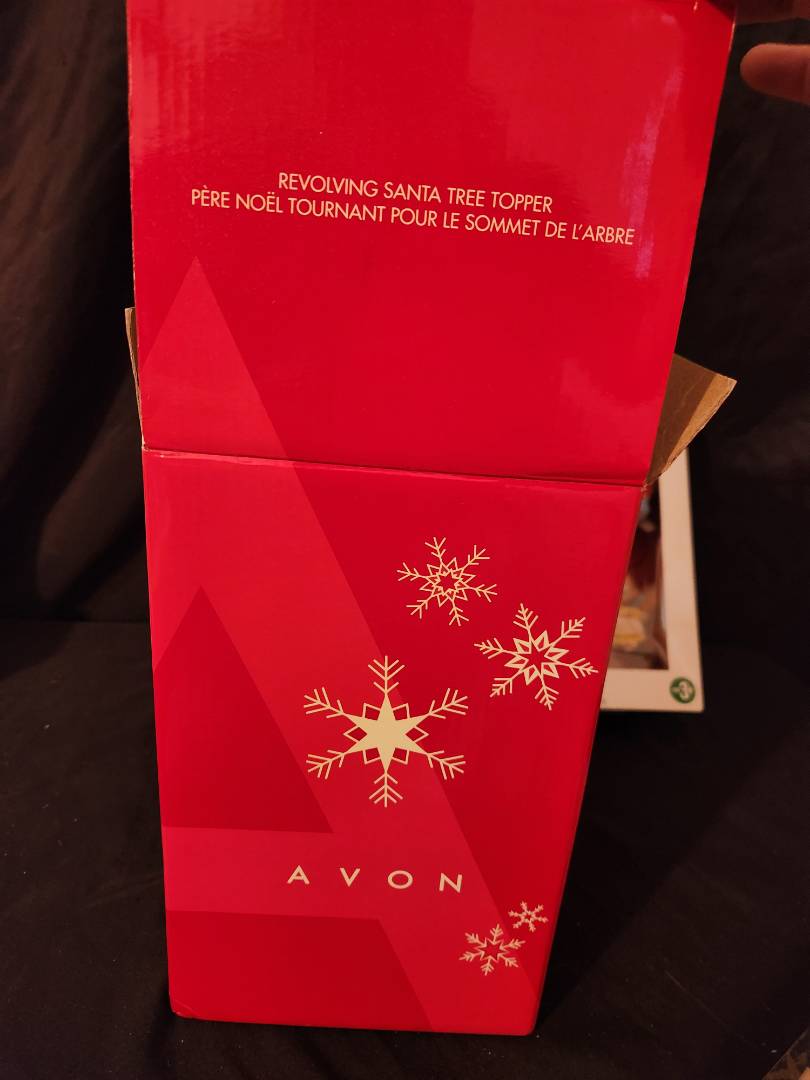 REVOLVING SANTA TREE TOPPER
PÈRE NOËL TOURNANT POUR LE SOMMET DE L'ARBRE
AVON